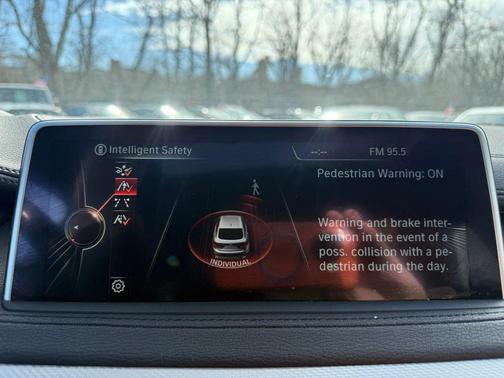 Intelligent Safety
--:--
FM 95.5
Pedestrian Warning: ON
Warning and brake inter-
vention in the event of a
poss. collision with a pe-
destrian during the day.
INDIVIDUAL